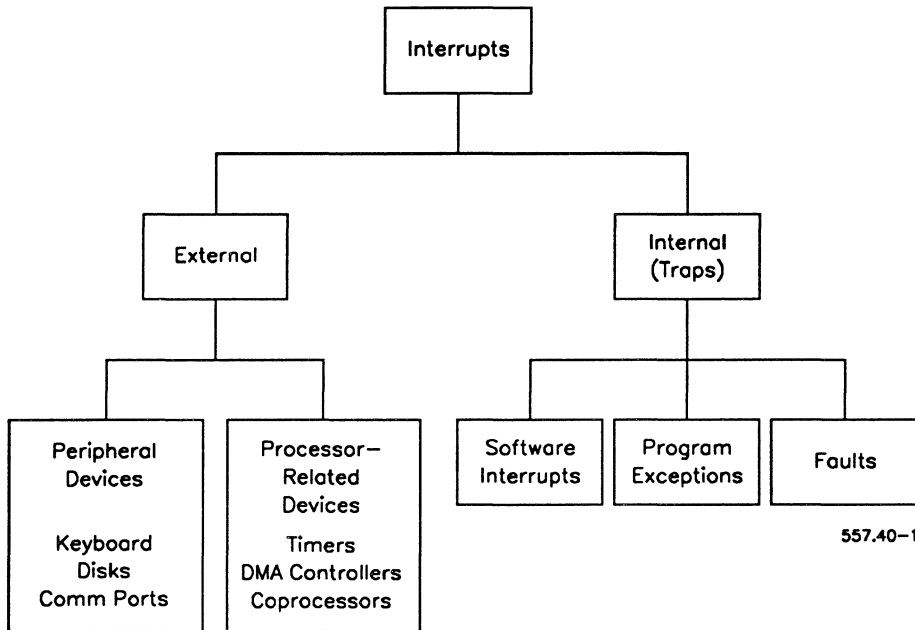 Interrupts
External
Internal
(Traps)
Peripheral
Devices
Keyboard
Disks
Comm Ports
Processor-
Related
Devices
Timers
DMA Controllers
Coprocessors
Software
Interrupts
Program
Exceptions
Faults
557.40-1